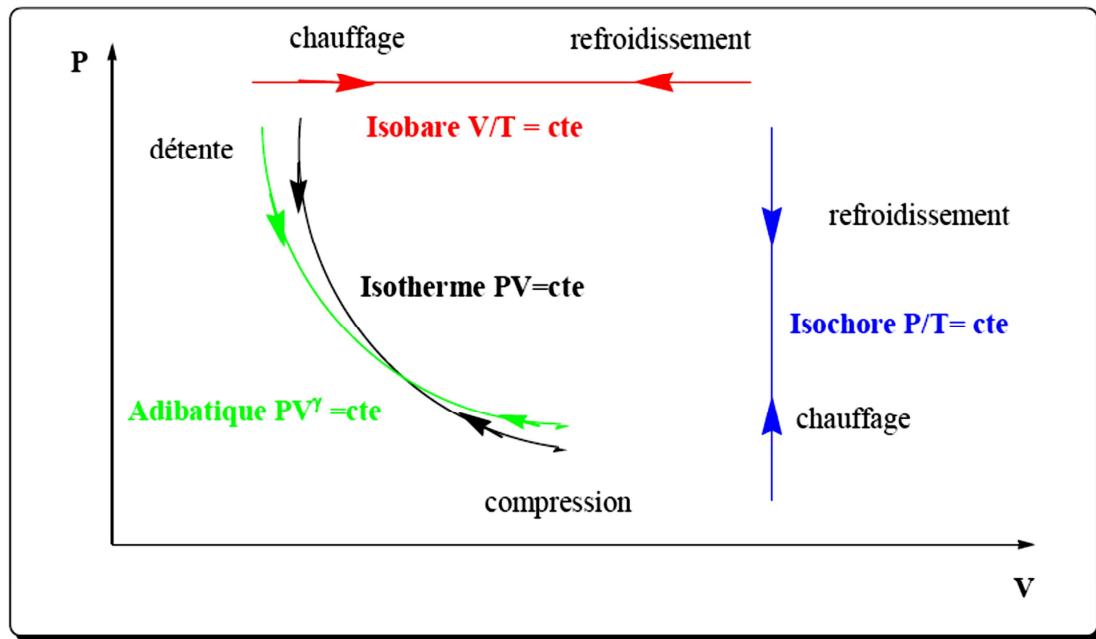 chauffage
refroidissement
P
Isobare V/T = cte
détente
refroidissement
Isotherme PV=cte
Isochore P/T= cte
Adibatique PVγ =cte
chauffage
compression
V